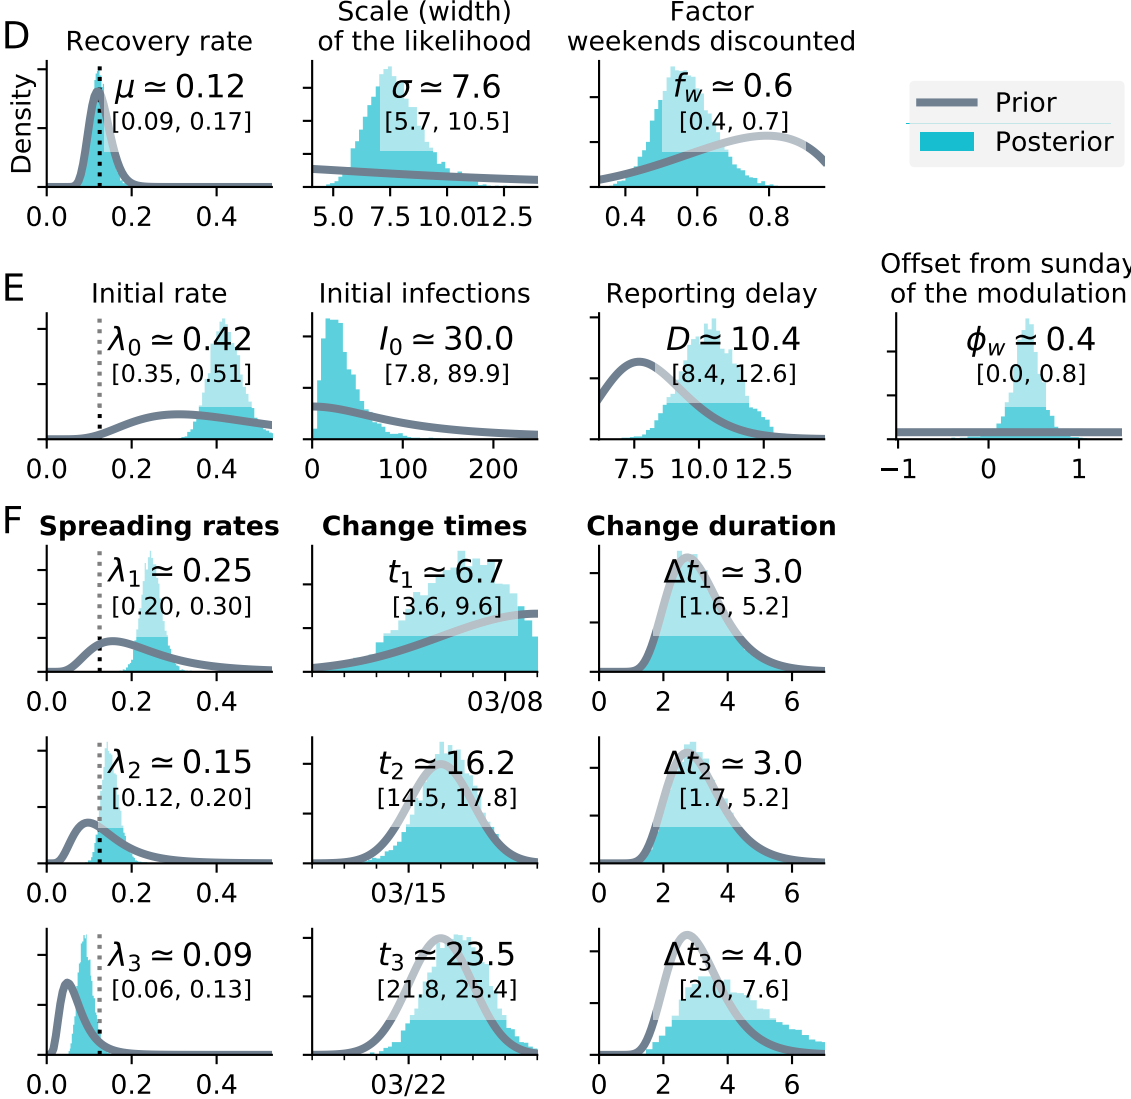 D
Recovery rate
Scale (width)
of the likelihood
Factor
weekends discounted
Density
μ ≃ 0.12
[0.09, 0.17]
σ ≃ 7.6
[5.7, 10.5]
f_w ≃ 0.6
[0.4, 0.7]
Prior
Posterior
0.0 0.2 0.4
5.0 7.5 10.0 12.5
0.4 0.6 0.8
E
Initial rate
Initial infections
Reporting delay
Offset from sunday
of the modulation
λ₀ ≃ 0.42
[0.35, 0.51]
I₀ ≃ 30.0
[7.8, 89.9]
D ≃ 10.4
[8.4, 12.6]
ϕ_w ≃ 0.4
[0.0, 0.8]
0.0 0.2 0.4
0 100 200
7.5 10.0 12.5
−1 0 1
F
Spreading rates
Change times
Change duration
λ₁ ≃ 0.25
[0.20, 0.30]
t₁ ≃ 6.7
[3.6, 9.6]
Δt₁ ≃ 3.0
[1.6, 5.2]
0.0 0.2 0.4
03/08
0 2 4 6
λ₂ ≃ 0.15
[0.12, 0.20]
t₂ ≃ 16.2
[14.5, 17.8]
Δt₂ ≃ 3.0
[1.7, 5.2]
0.0 0.2 0.4
03/15
0 2 4 6
λ₃ ≃ 0.09
[0.06, 0.13]
t₃ ≃ 23.5
[21.8, 25.4]
Δt₃ ≃ 4.0
[2.0, 7.6]
0.0 0.2 0.4
03/22
0 2 4 6